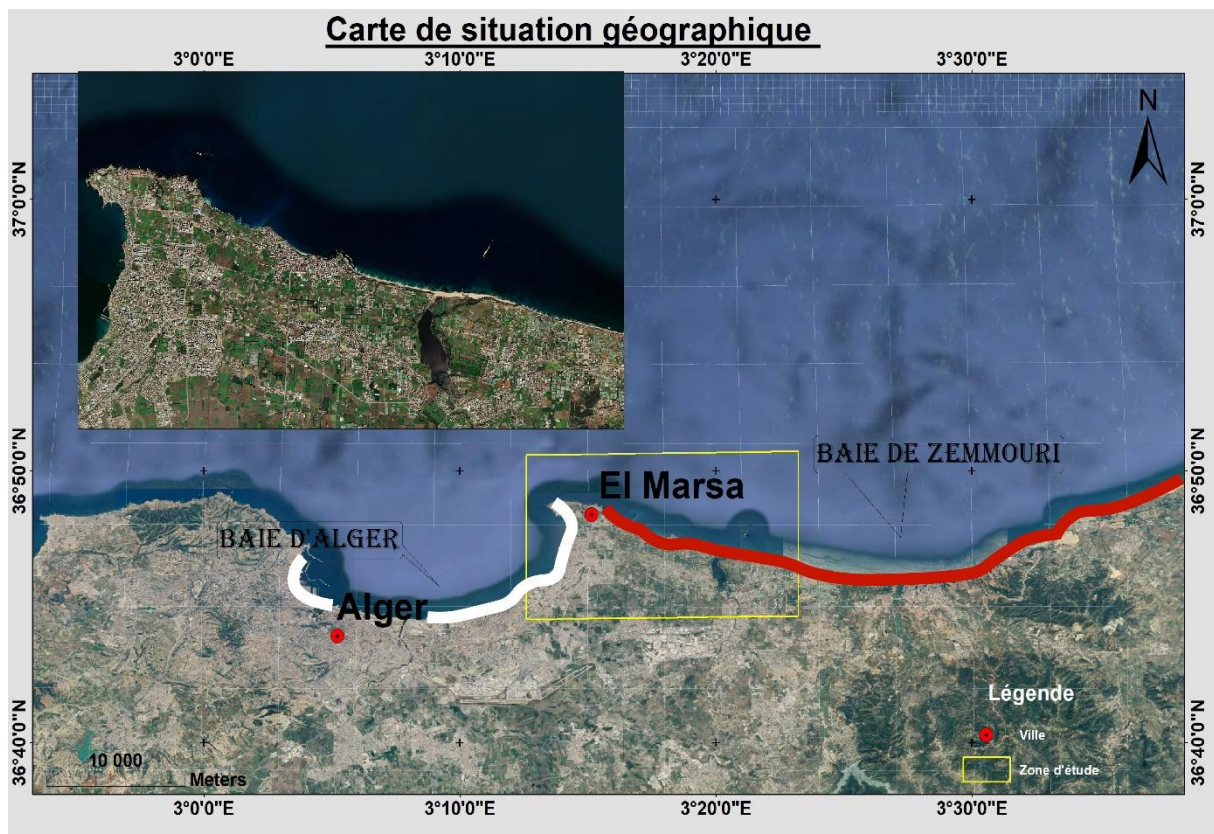 Carte de situation géographique
3°0'0"E 3°10'0"E 3°20'0"E 3°30'0"E
N
37°0'0"N 37°0'0"N
36°50'0"N 36°50'0"N
BAIE DE ZEMMOURI
El Marsa
BAIE D'ALGER
Alger
Légende
Ville
Zone d'étude
36°40'0"N 36°40'0"N
10 000
Meters
3°0'0"E 3°10'0"E 3°20'0"E 3°30'0"E